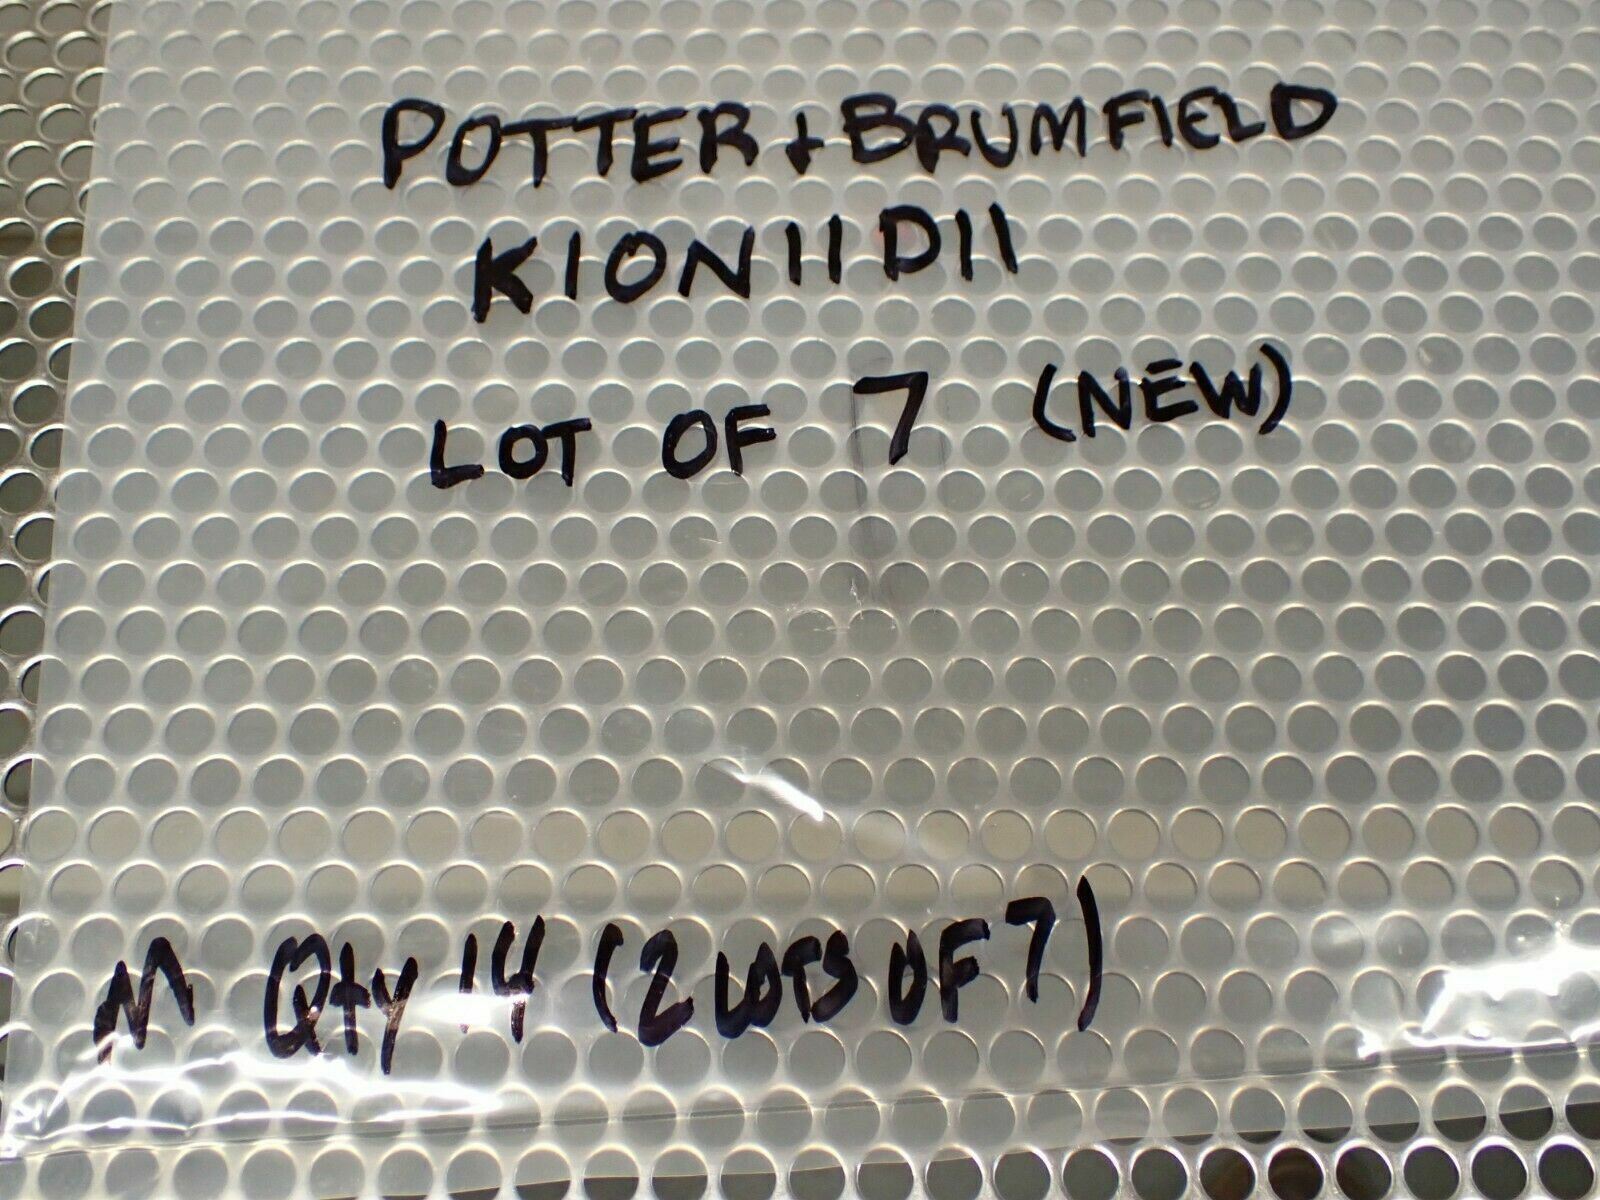 POTTER + BRUMFIELD
K10N11D11
LOT OF 7 (NEW)
M Qty 14 (2 LOTS OF 7)